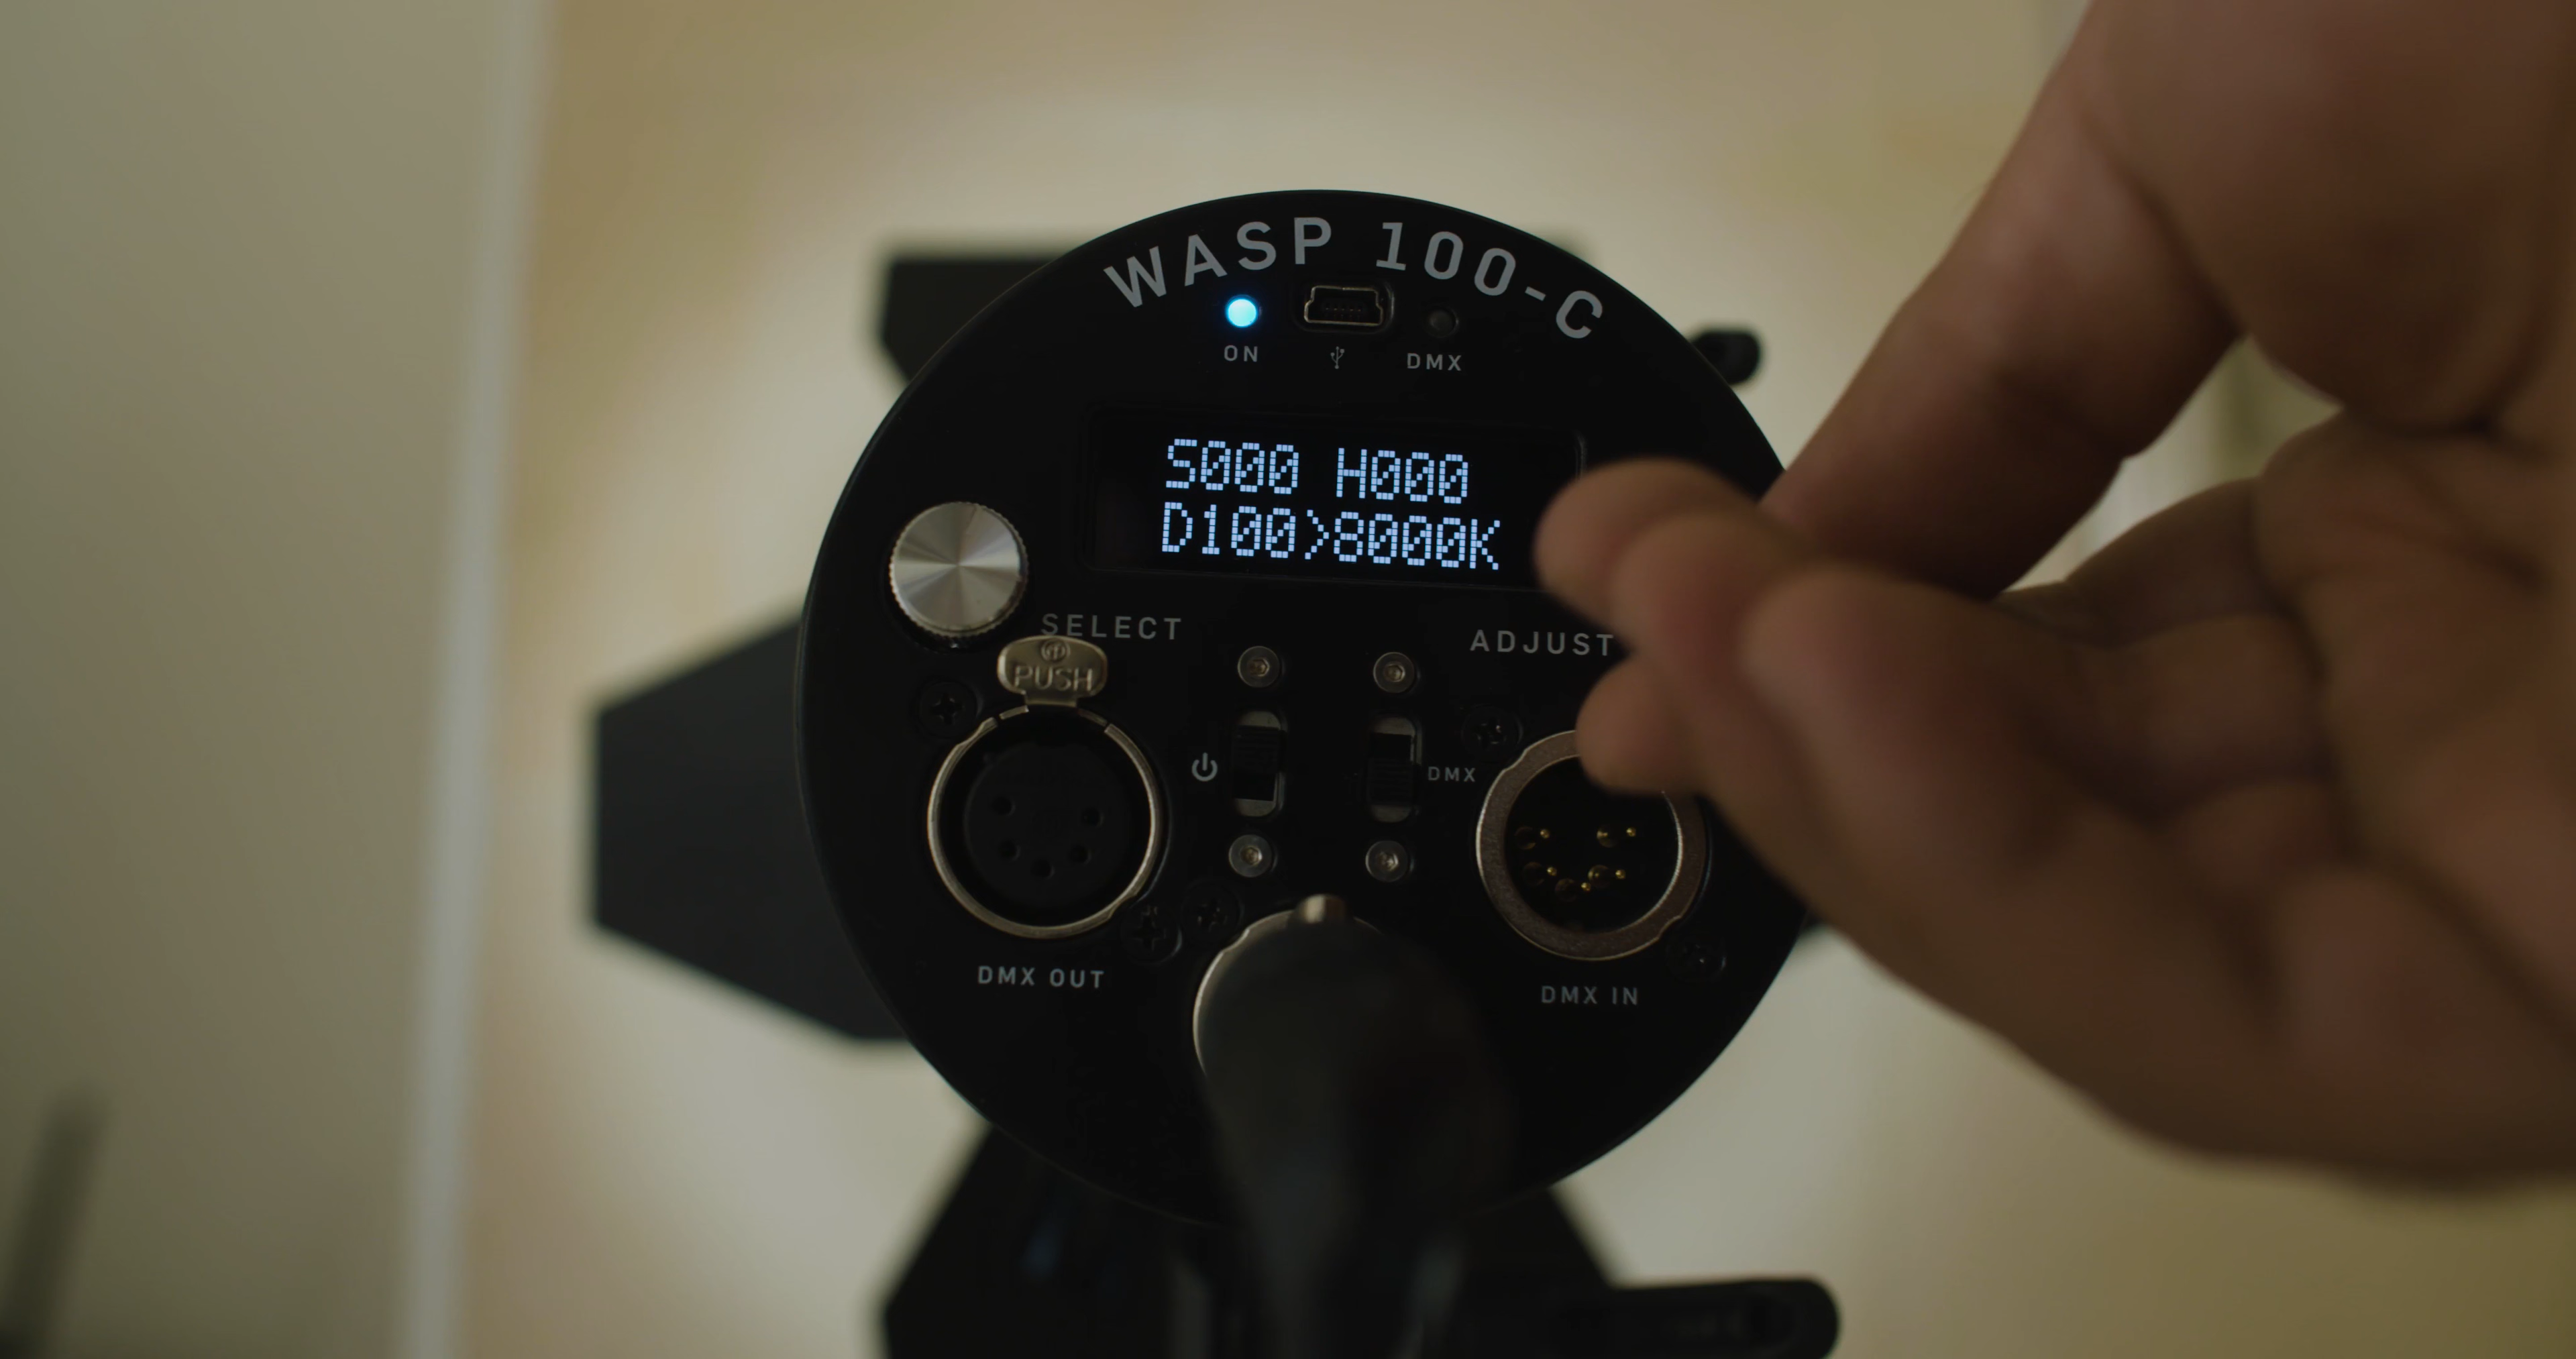 WASP 100-C
ON
DMX
S000 H000
D100>8000K
SELECT
ADJUST
PUSH
DMX
DMX OUT
DMX IN